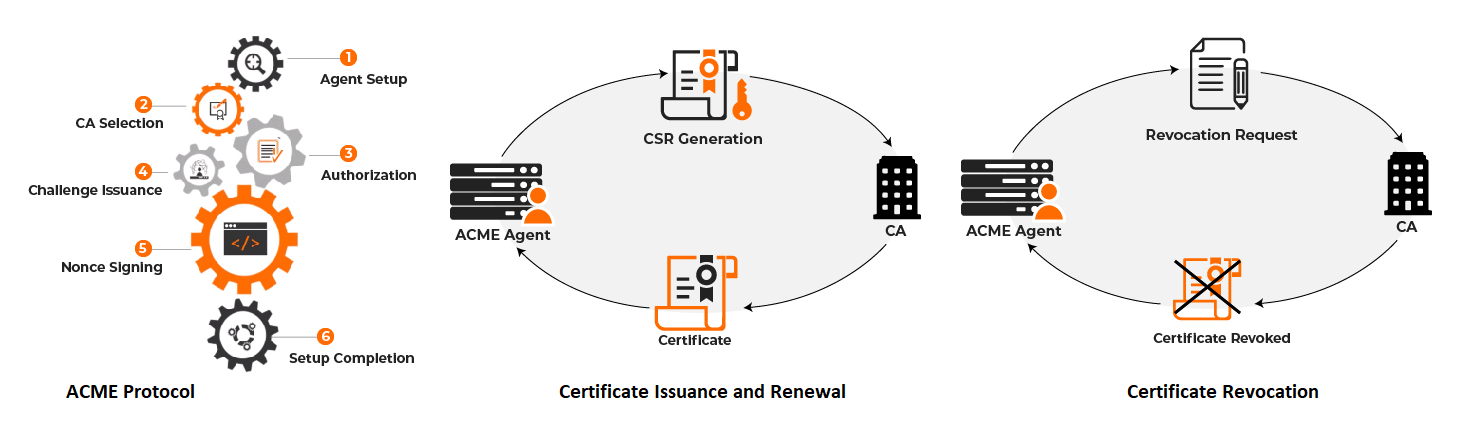 1
Agent Setup
2
CA Selection
3
Authorization
4
Challenge Issuance
5
</>
Nonce Signing
6
Setup Completion
ACME Protocol
CSR Generation
ACME Agent
CA
Certificate
Certificate Issuance and Renewal
Revocation Request
ACME Agent
CA
Certificate Revoked
Certificate Revocation